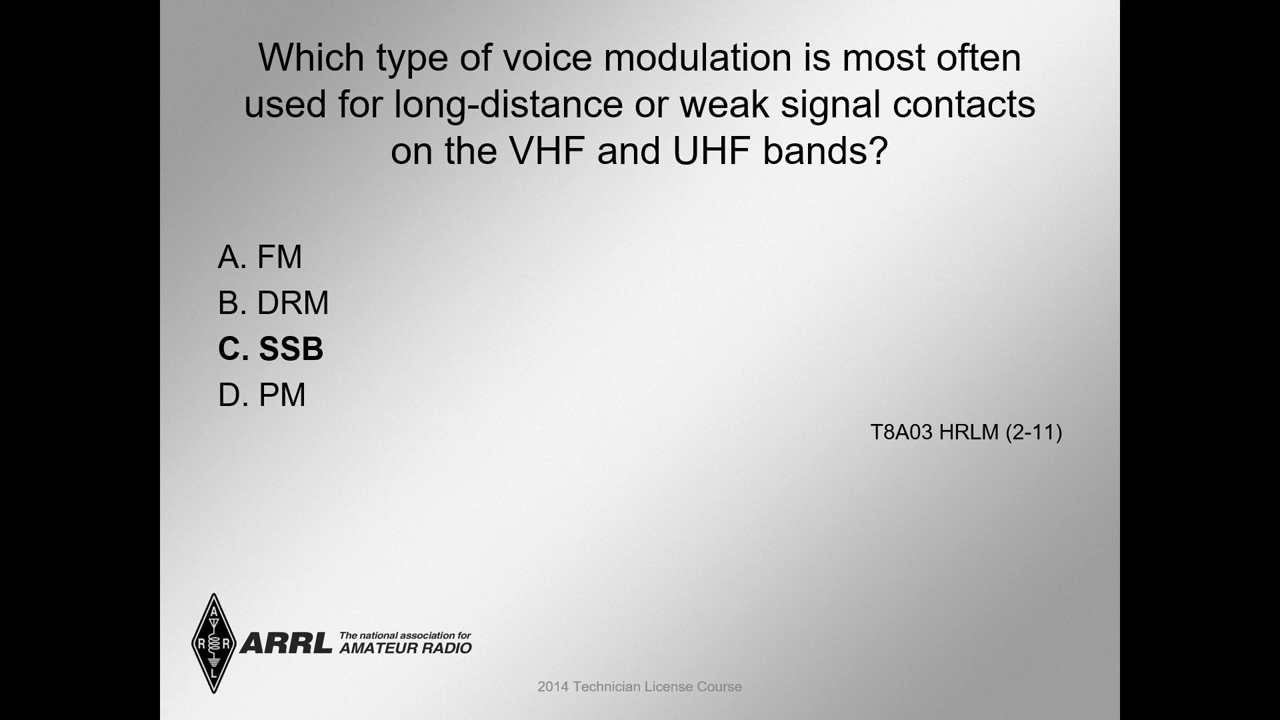 Which type of voice modulation is most often
used for long-distance or weak signal contacts
on the VHF and UHF bands?
A. FM
B. DRM
C. SSB
D. PM
T8A03 HRLM (2-11)
A
R R
L
ARRL
The national association for
AMATEUR RADIO
2014 Technician License Course